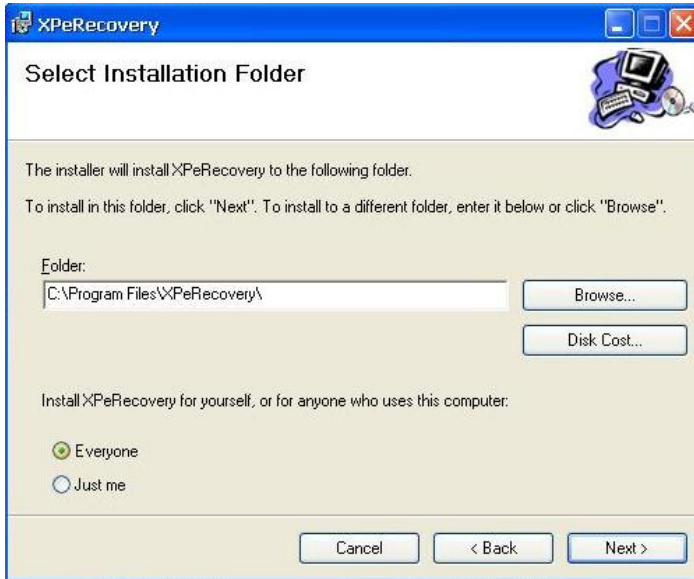 XPeRecovery
Select Installation Folder
The installer will install XPeRecovery to the following folder.
To install in this folder, click "Next". To install to a different folder, enter it below or click "Browse".
Folder:
C:\Program Files\XPeRecovery\
Browse...
Disk Cost...
Install XPeRecovery for yourself, or for anyone who uses this computer:
Everyone
Just me
Cancel
< Back
Next >